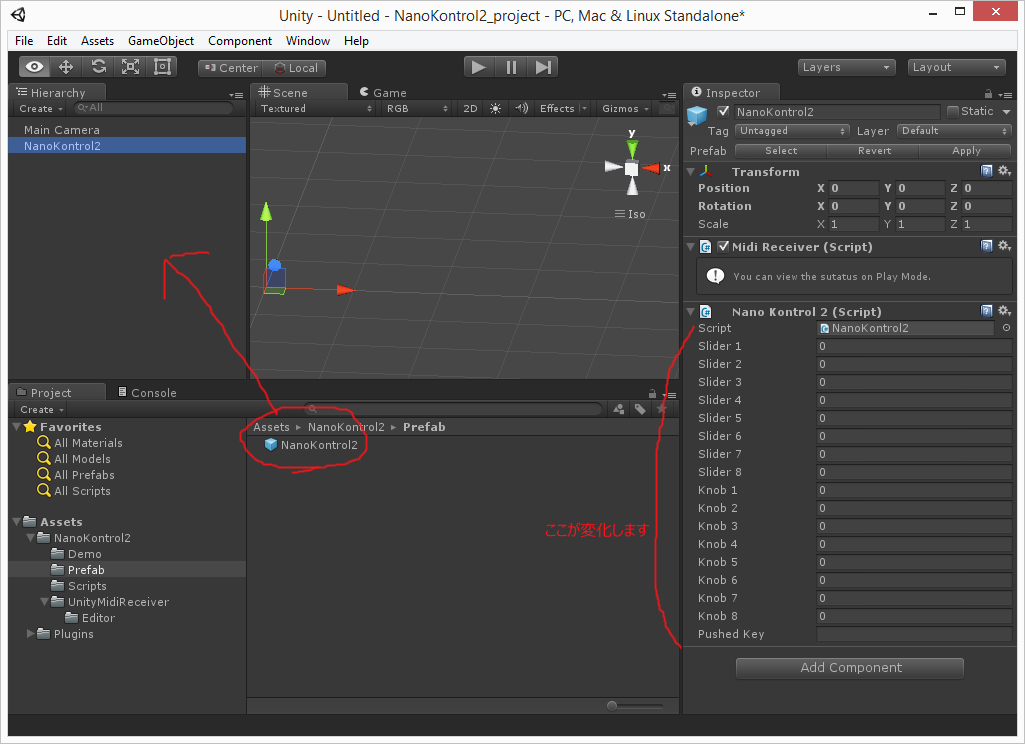 Unity - Untitled - NanoKontrol2_project - PC, Mac & Linux Standalone*
File Edit Assets GameObject Component Window Help
Center Local Layers Layout
Hierarchy
Create All
Main Camera
NanoKontrol2
Scene Game
Textured RGB 2D Effects Gizmos
y
x
Iso
Inspector
NanoKontrol2 Static
Tag Untagged Layer Default
Prefab Select Revert Apply
Transform
Position X 0 Y 0 Z 0
Rotation X 0 Y 0 Z 0
Scale X 1 Y 1 Z 1
Midi Receiver (Script)
You can view the sutatus on Play Mode.
Nano Kontrol 2 (Script)
Script NanoKontrol2
Slider 1 0
Slider 2 0
Slider 3 0
Slider 4 0
Slider 5 0
Slider 6 0
Slider 7 0
Slider 8 0
Knob 1 0
Knob 2 0
Knob 3 0
Knob 4 0
Knob 5 0
Knob 6 0
Knob 7 0
Knob 8 0
Pushed Key
Add Component
Project Console
Create
Favorites
All Materials
All Models
All Prefabs
All Scripts
Assets
NanoKontrol2
Demo
Prefab
Scripts
UnityMidiReceiver
Editor
Plugins
Assets NanoKontrol2 Prefab
NanoKontrol2
ここが変化します